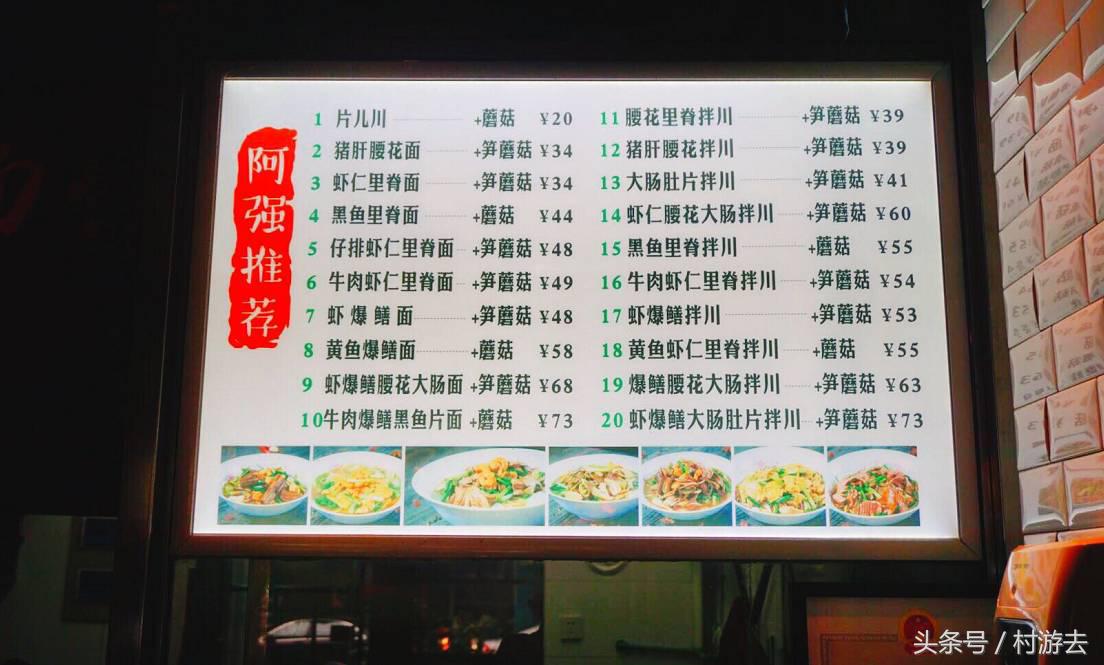 阿强推荐
1 片儿川 +蘑菇 ¥20
2 猪肝腰花面 +笋蘑菇 ¥34
3 虾仁里脊面 +笋蘑菇 ¥34
4 黑鱼里脊面 +蘑菇 ¥44
5 仔排虾仁里脊面 +笋蘑菇 ¥48
6 牛肉虾仁里脊面 +笋蘑菇 ¥49
7 虾爆鳝面 +笋蘑菇 ¥48
8 黄鱼爆鳝面 +蘑菇 ¥58
9 虾爆鳝腰花大肠面 +笋蘑菇 ¥68
10 牛肉爆鳝黑鱼片面 +蘑菇 ¥73
11 腰花里脊拌川 +笋蘑菇 ¥39
12 猪肝腰花拌川 +笋蘑菇 ¥39
13 大肠肚片拌川 +笋蘑菇 ¥41
14 虾仁腰花大肠拌川 +笋蘑菇 ¥60
15 黑鱼里脊拌川 +蘑菇 ¥55
16 牛肉虾仁里脊拌川 +笋蘑菇 ¥54
17 虾爆鳝拌川 +笋蘑菇 ¥53
18 黄鱼虾仁里脊拌川 +蘑菇 ¥55
19 爆鳝腰花大肠拌川 +笋蘑菇 ¥63
20 虾爆鳝大肠肚片拌川 +笋蘑菇 ¥73
头条号 / 村游去